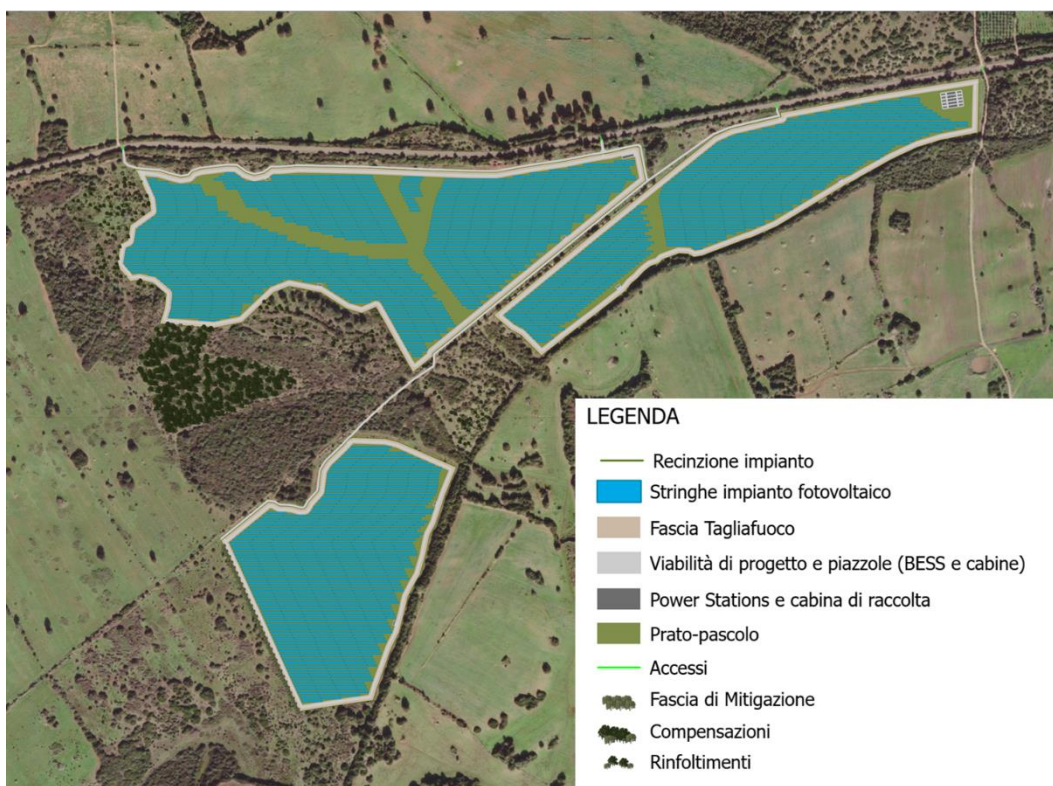 LEGENDA
Recinzione impianto
Stringhe impianto fotovoltaico
Fascia Tagliafuoco
Viabilità di progetto e piazzole (BESS e cabine)
Power Stations e cabina di raccolta
Prato-pascolo
Accessi
Fascia di Mitigazione
Compensazioni
Rinfoltimenti